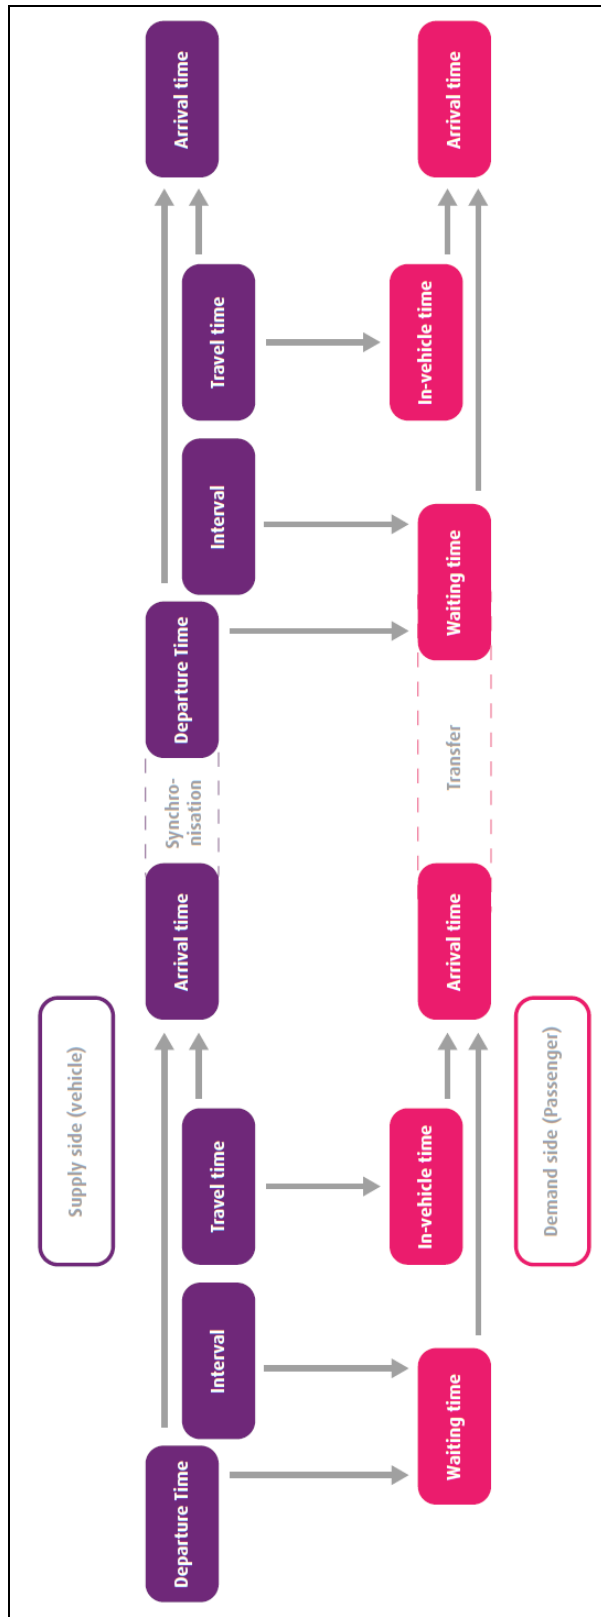 Supply side (vehicle)
Departure Time
Arrival time
Synchro-
nisation
Departure Time
Arrival time
Interval
Travel time
Interval
Travel time
In-vehicle time
In-vehicle time
Waiting time
Arrival time
Transfer
Waiting time
Arrival time
Demand side (Passenger)